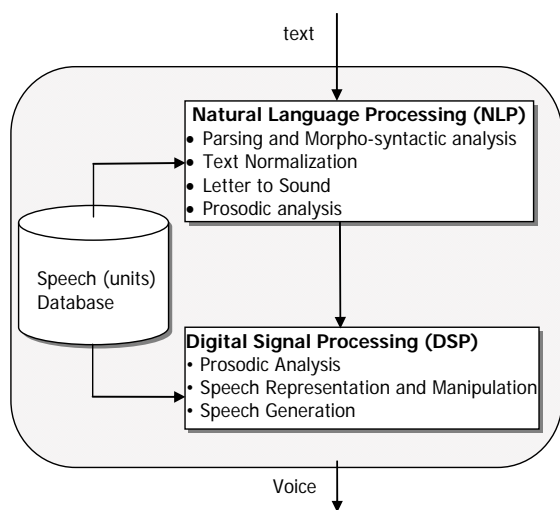 text
Natural Language Processing (NLP)
• Parsing and Morpho-syntactic analysis
• Text Normalization
• Letter to Sound
• Prosodic analysis
Speech (units)
Database
Digital Signal Processing (DSP)
• Prosodic Analysis
• Speech Representation and Manipulation
• Speech Generation
Voice